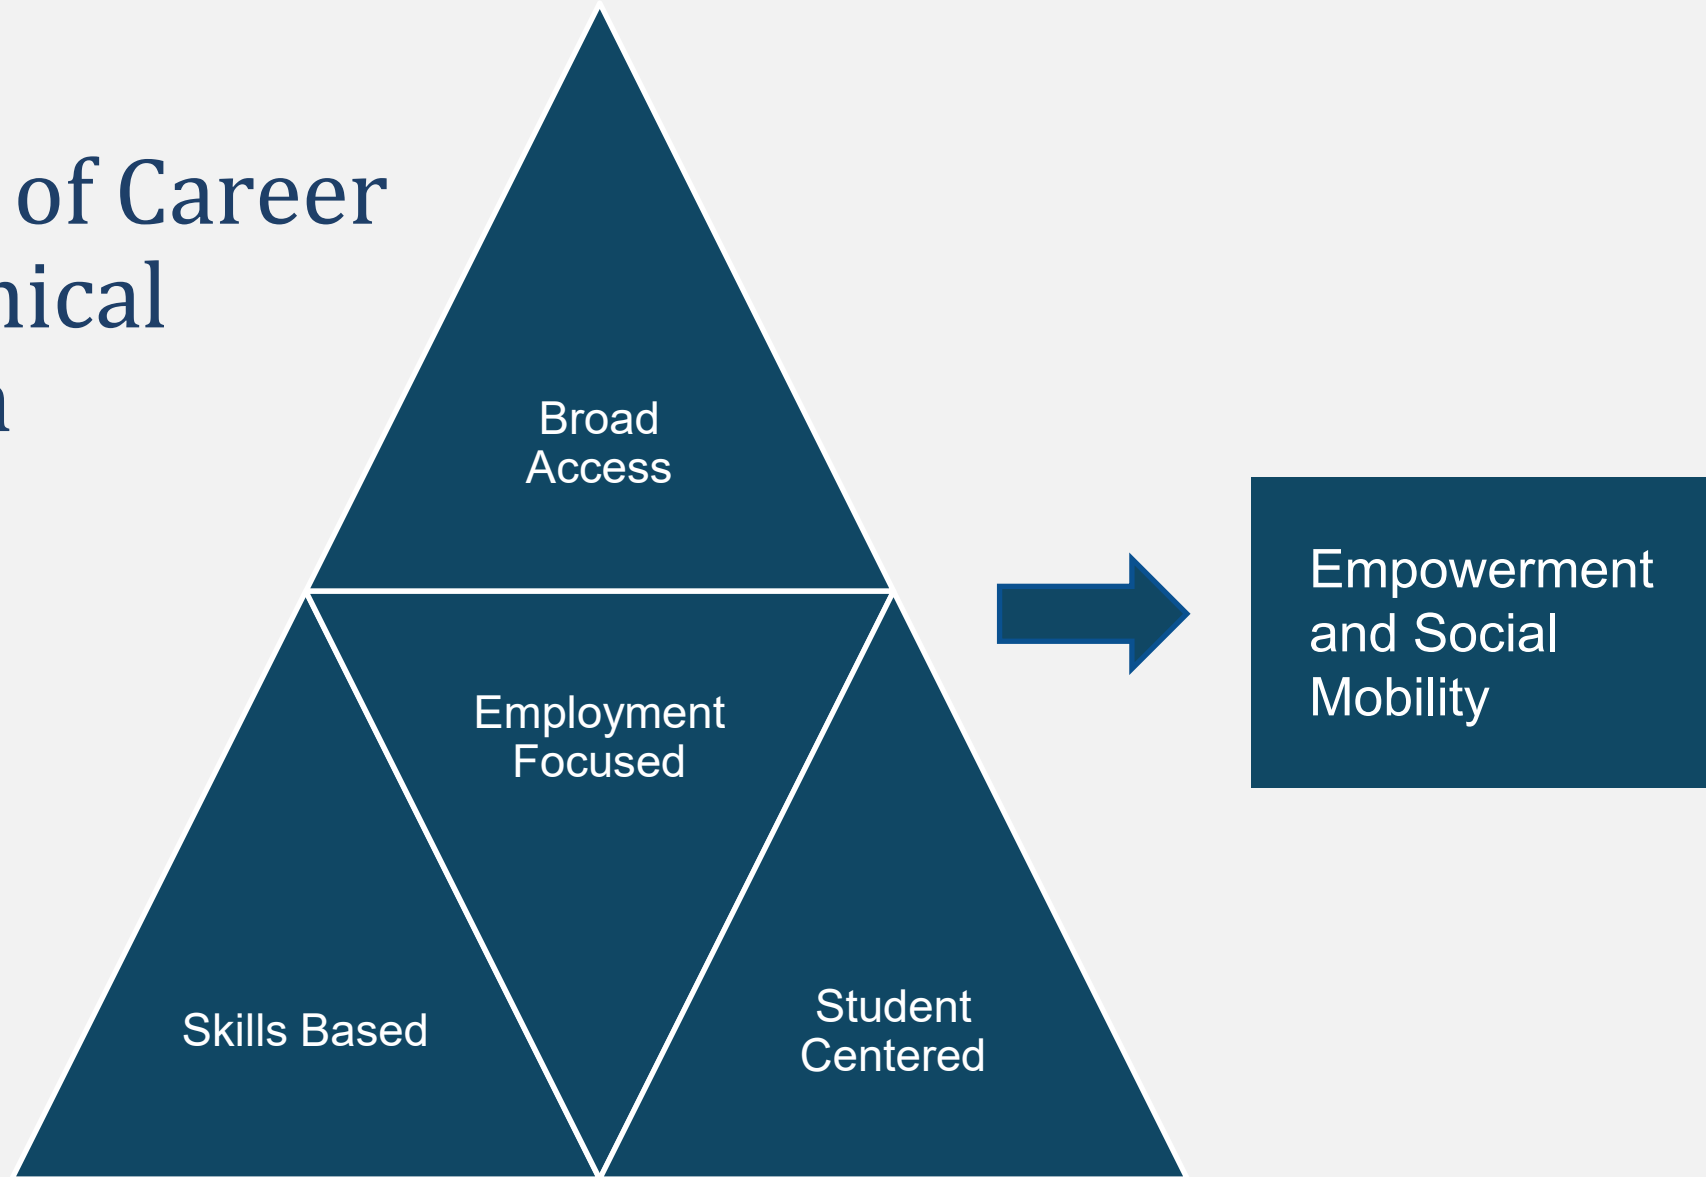 of Career
nical
n
Broad
Access
Employment
Focused
Skills Based
Student
Centered
Empowerment
and Social
Mobility